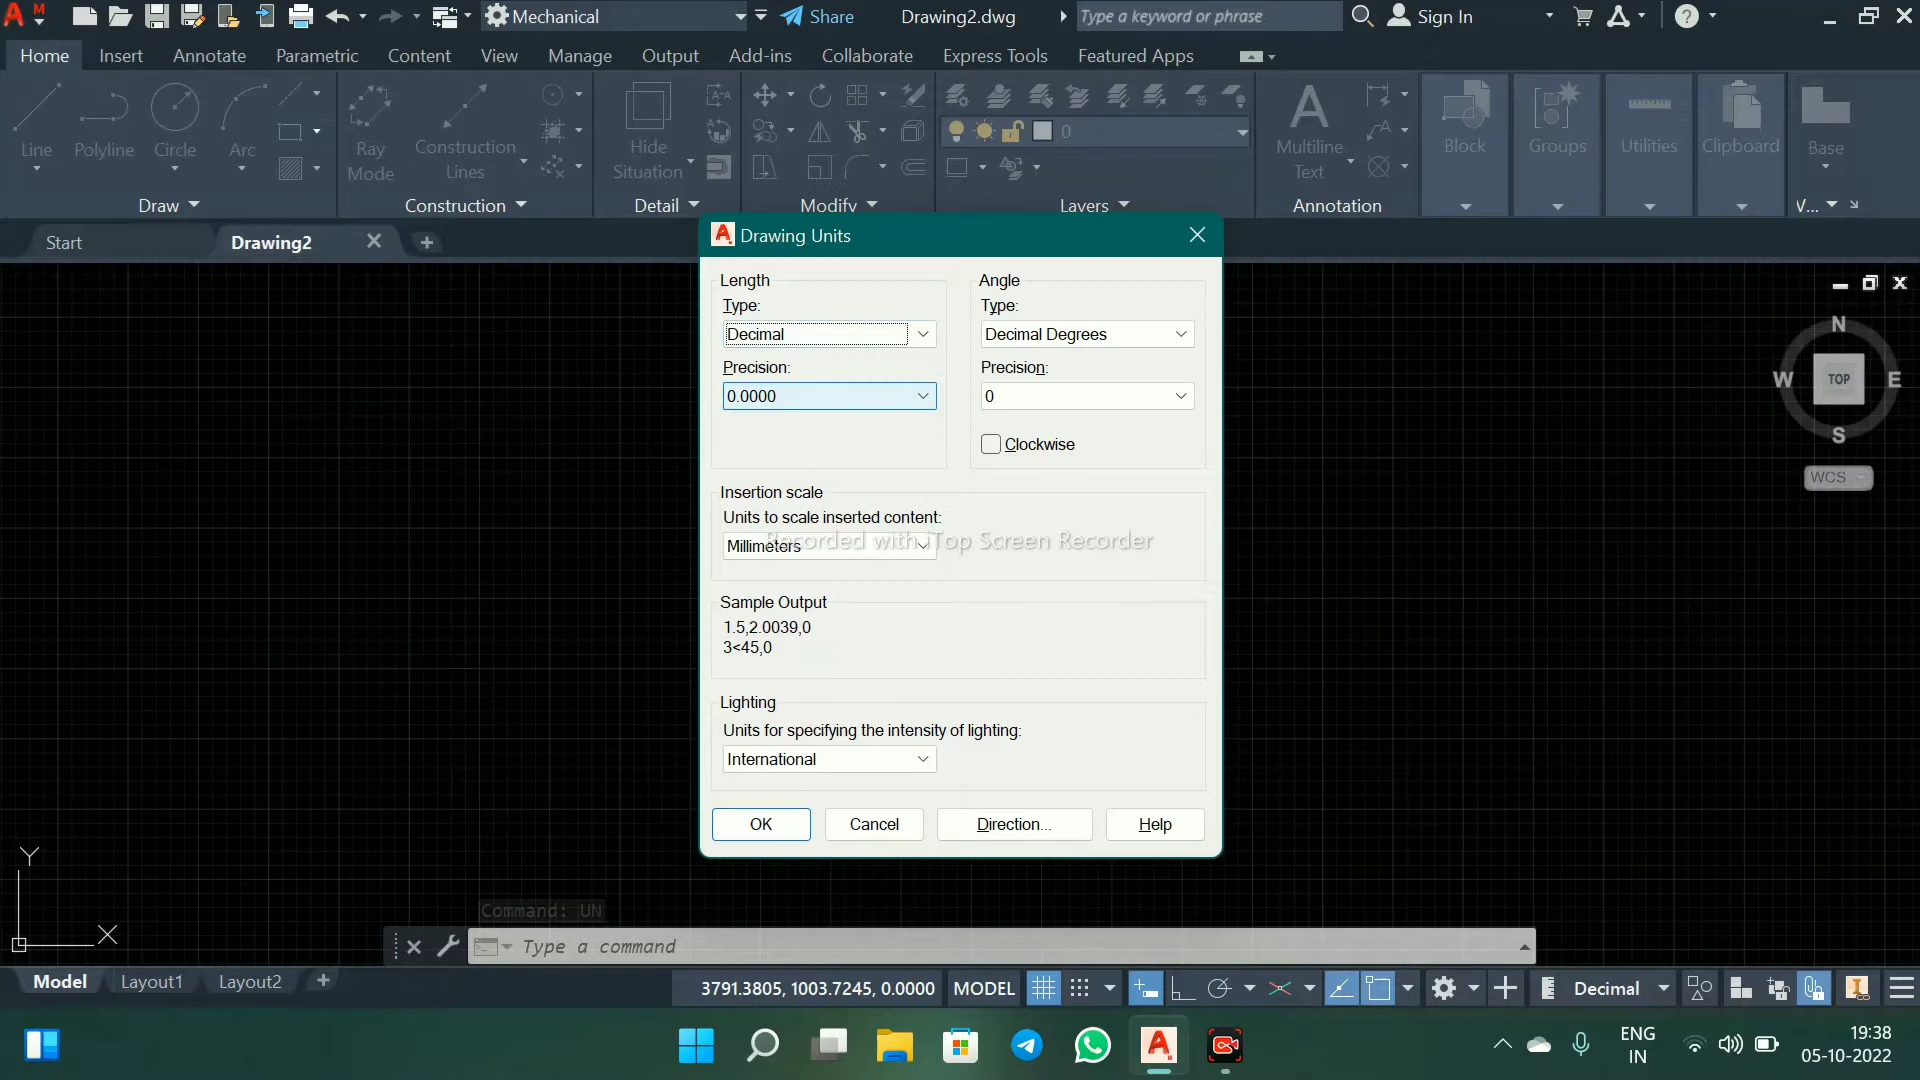 M
Mechanical
Share
Drawing2.dwg
Type a keyword or phrase
Sign In
Home
Insert
Annotate
Parametric
Content
View
Manage
Output
Add-ins
Collaborate
Express Tools
Featured Apps
Line
Polyline
Circle
Arc
Ray
Mode
Construction
Lines
Hide
Situation
0
Multiline
Text
Block
Groups
Utilities
Clipboard
Base
Draw
Construction
Detail
Modify
Layers
Annotation
V...
Start
Drawing2
Drawing Units
Length
Type:
Decimal
Precision:
0.0000
Angle
Type:
Decimal Degrees
Precision:
0
Clockwise
Insertion scale
Units to scale inserted content:
Millimeters
Recorded with iTop Screen Recorder
Sample Output
1.5,2.0039,0
3<45,0
Lighting
Units for specifying the intensity of lighting:
International
OK
Cancel
Direction...
Help
N
W
TOP
E
S
WCS
Y
X
Command: UN
Type a command
Model
Layout1
Layout2
3791.3805, 1003.7245, 0.0000
MODEL
Decimal
ENG
IN
19:38
05-10-2022